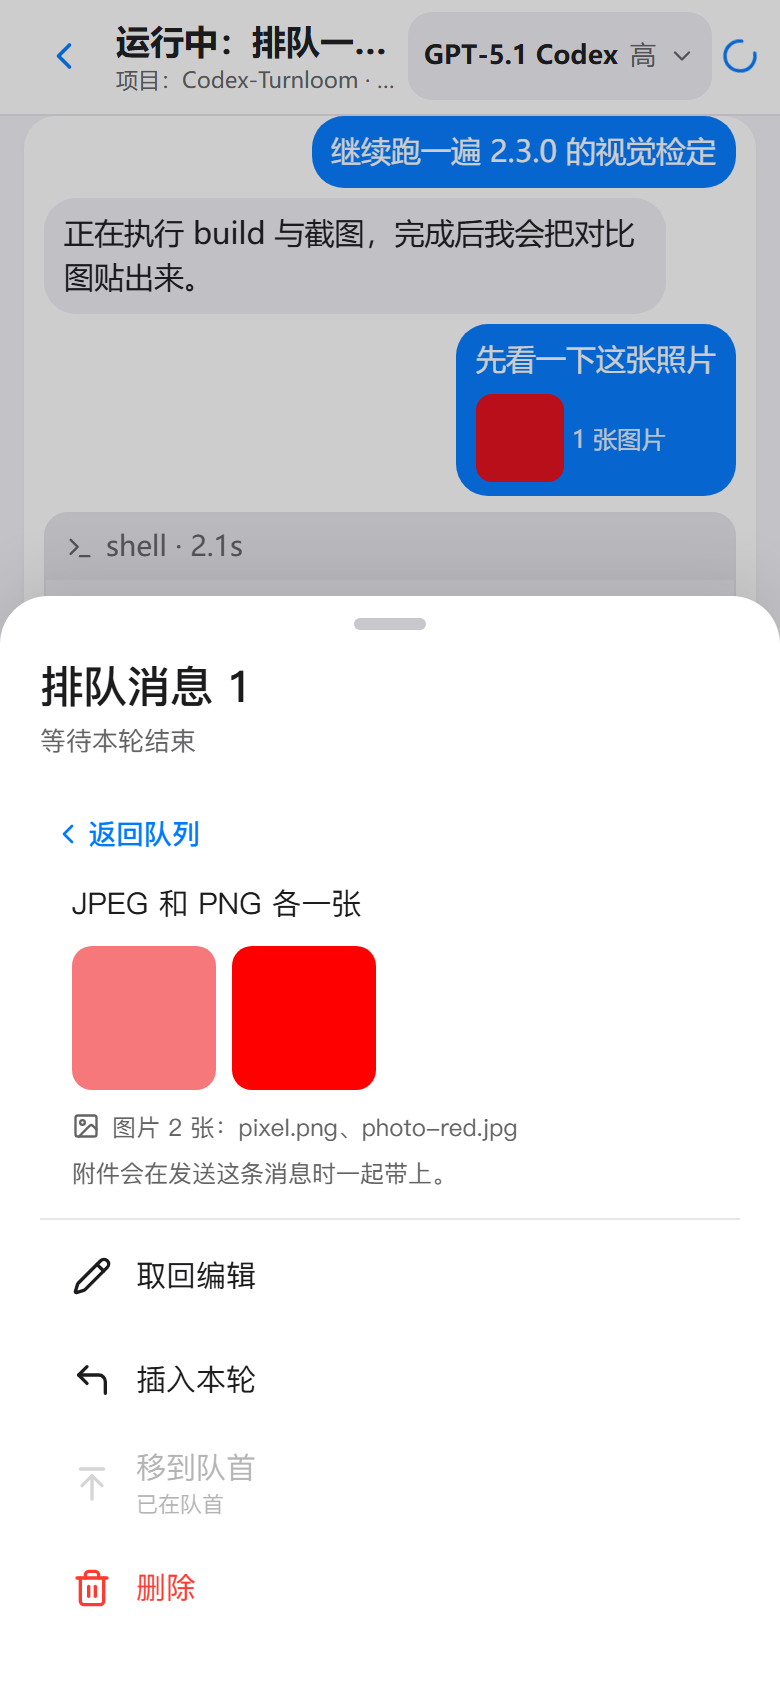 运行中：排队一...
项目：Codex-Turnloom · ...
GPT-5.1 Codex 高
继续跑一遍 2.3.0 的视觉检定
正在执行 build 与截图，完成后我会把对比
图贴出来。
先看一下这张照片
1 张图片
shell · 2.1s
排队消息 1
等待本轮结束
返回队列
JPEG 和 PNG 各一张
图片 2 张：pixel.png、photo-red.jpg
附件会在发送这条消息时一起带上。
取回编辑
插入本轮
移到队首
已在队首
删除